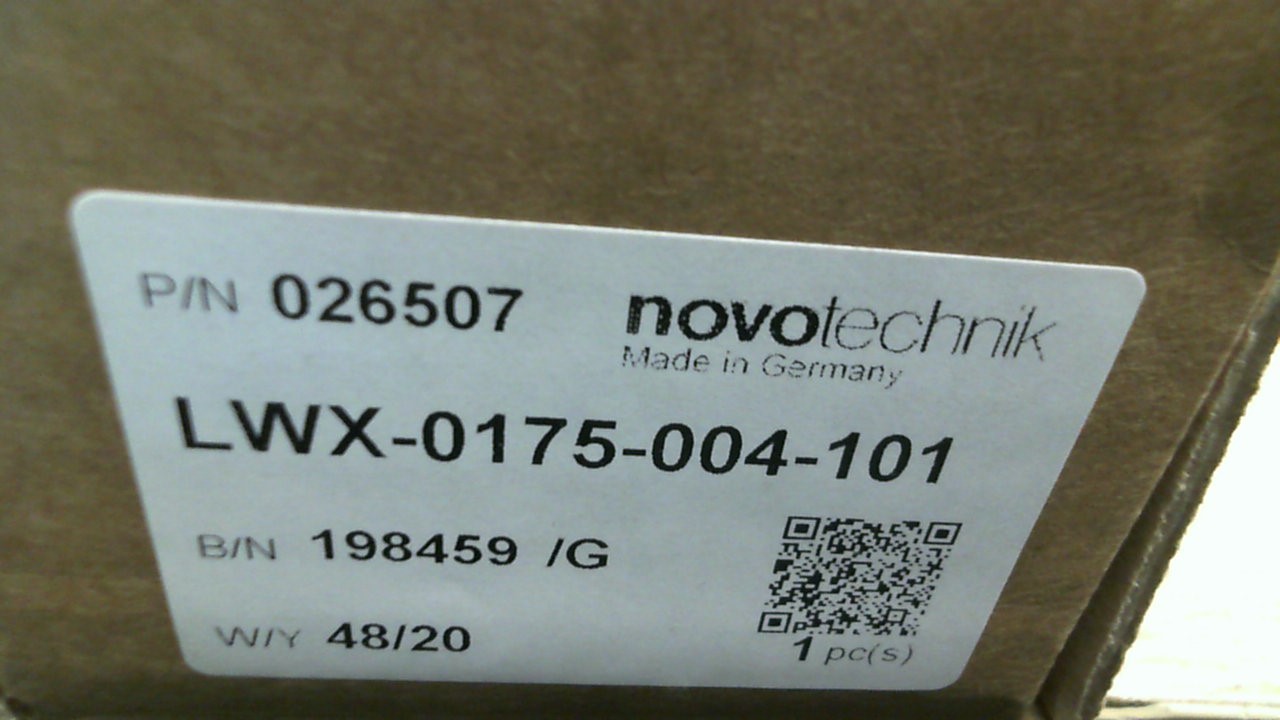 P/N 026507
novotechnik
Made in Germany
LWX-0175-004-101
B/N 198459 /G
W/Y 48/20
1 pc(s)